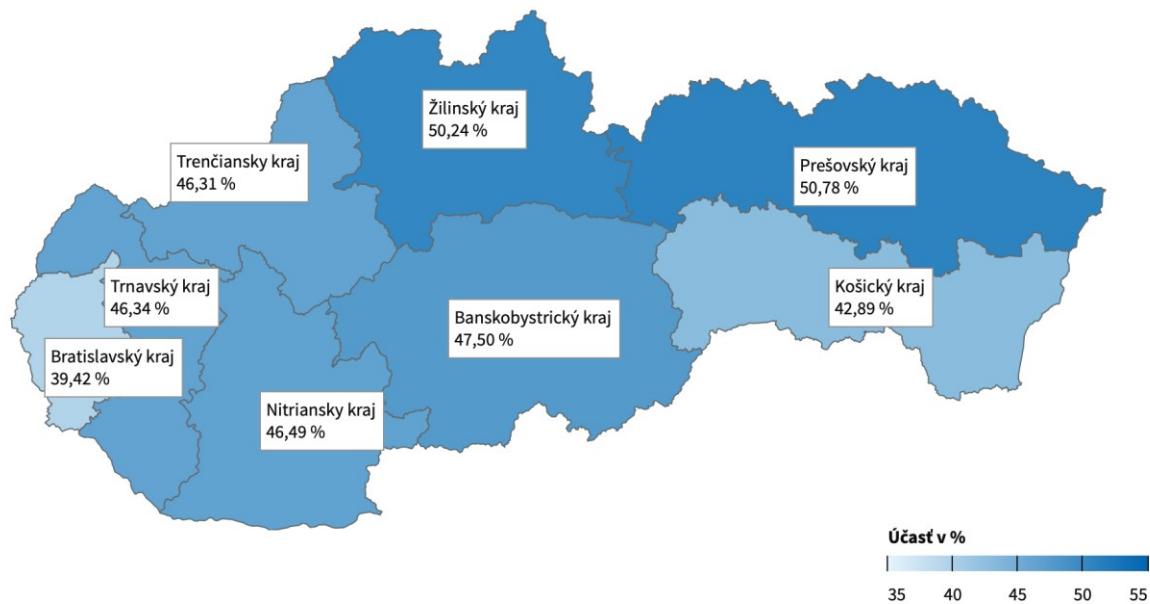 Žilinský kraj
50,24 %
Trenčiansky kraj
46,31 %
Prešovský kraj
50,78 %
Trnavský kraj
46,34 %
Košický kraj
42,89 %
Banskobystrický kraj
47,50 %
Bratislavský kraj
39,42 %
Nitriansky kraj
46,49 %
Účasť v %
35 40 45 50 55